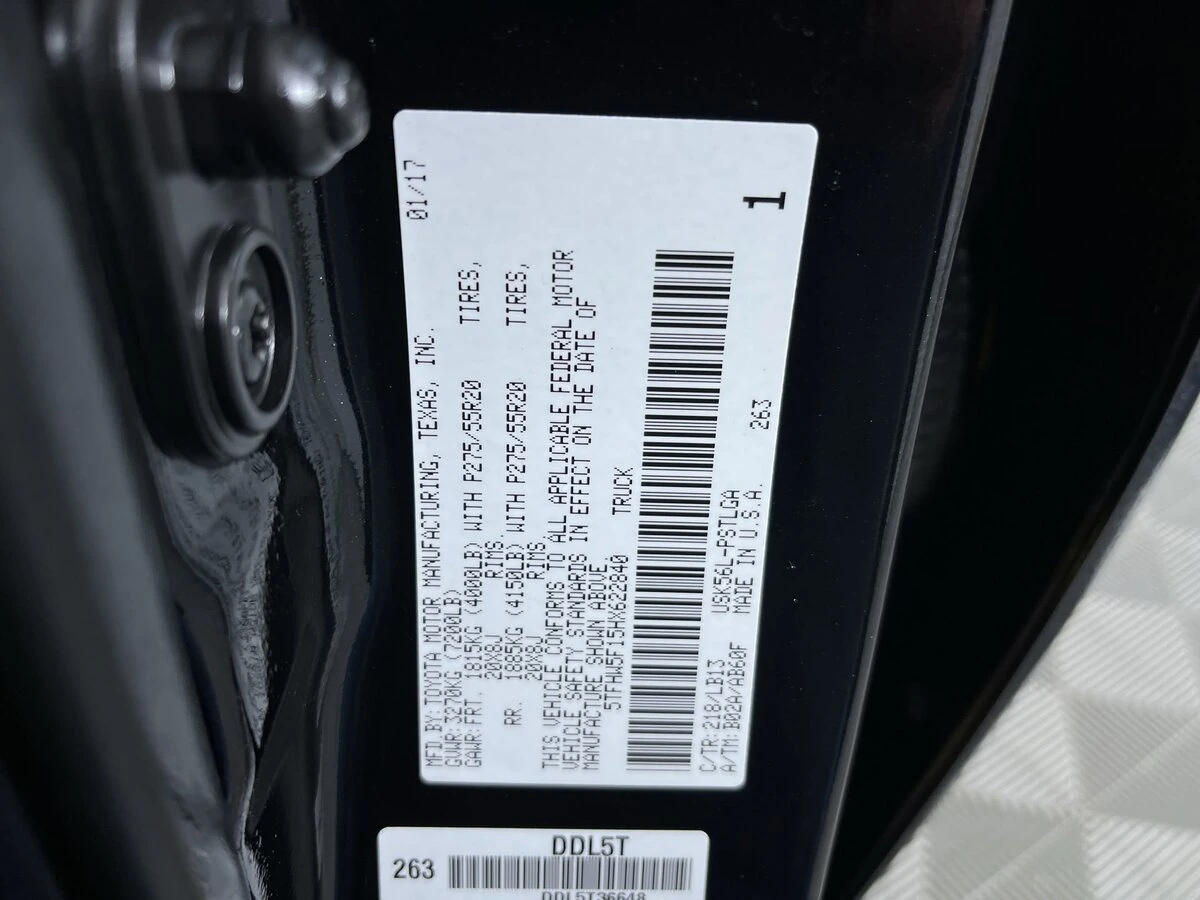 01/17
MFD.BY:TOYOTA MOTOR MANUFACTURING, TEXAS, INC.
GVWR:3270KG (7200LB)
GAWR:FRT. 1815KG (4000LB) WITH P275/55R20 TIRES,
20X8J RIMS,
RR. 1885KG (4150LB) WITH P275/55R20 TIRES,
20X8J RIMS.
THIS VEHICLE CONFORMS TO ALL APPLICABLE FEDERAL MOTOR
VEHICLE SAFETY STANDARDS IN EFFECT ON THE DATE OF
MANUFACTURE SHOWN ABOVE.
5TFHW5F15HX622840 TRUCK
C/TR:218/LB13 USK56L-PSTLGA 263
A/TM:B02A/AB60F MADE IN U.S.A.
1
DDL5T
263
DDL5T36648